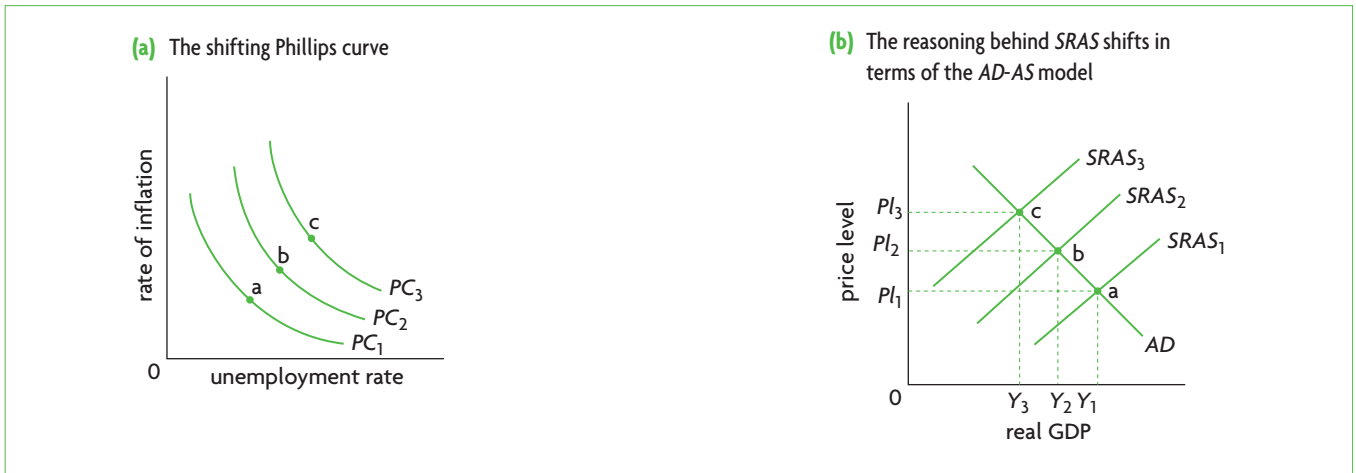 (a) The shifting Phillips curve
rate of inflation
a
b
c
PC3
PC2
PC1
0
unemployment rate
(b) The reasoning behind SRAS shifts in
terms of the AD-AS model
price level
Pl3
Pl2
Pl1
c
b
a
SRAS3
SRAS2
SRAS1
AD
0
Y3 Y2 Y1
real GDP